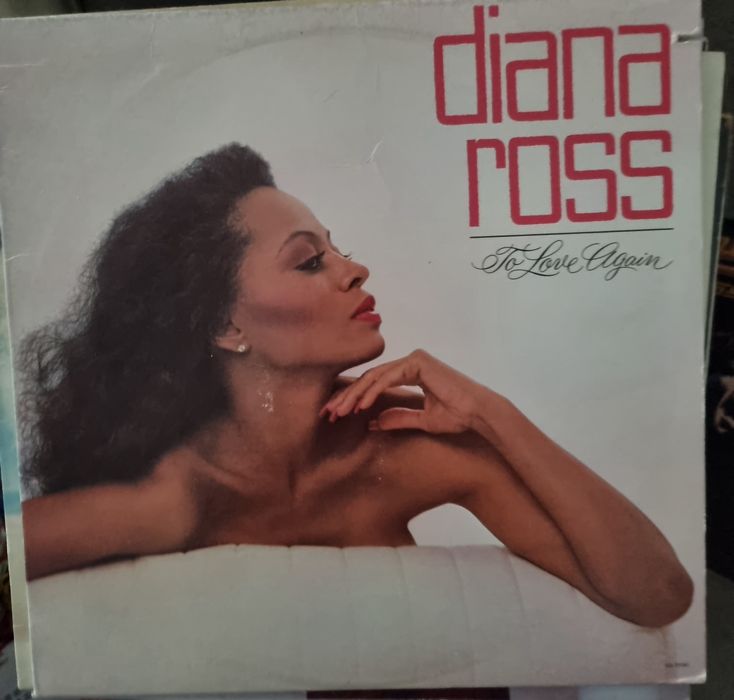 diana
ross
To Love Again